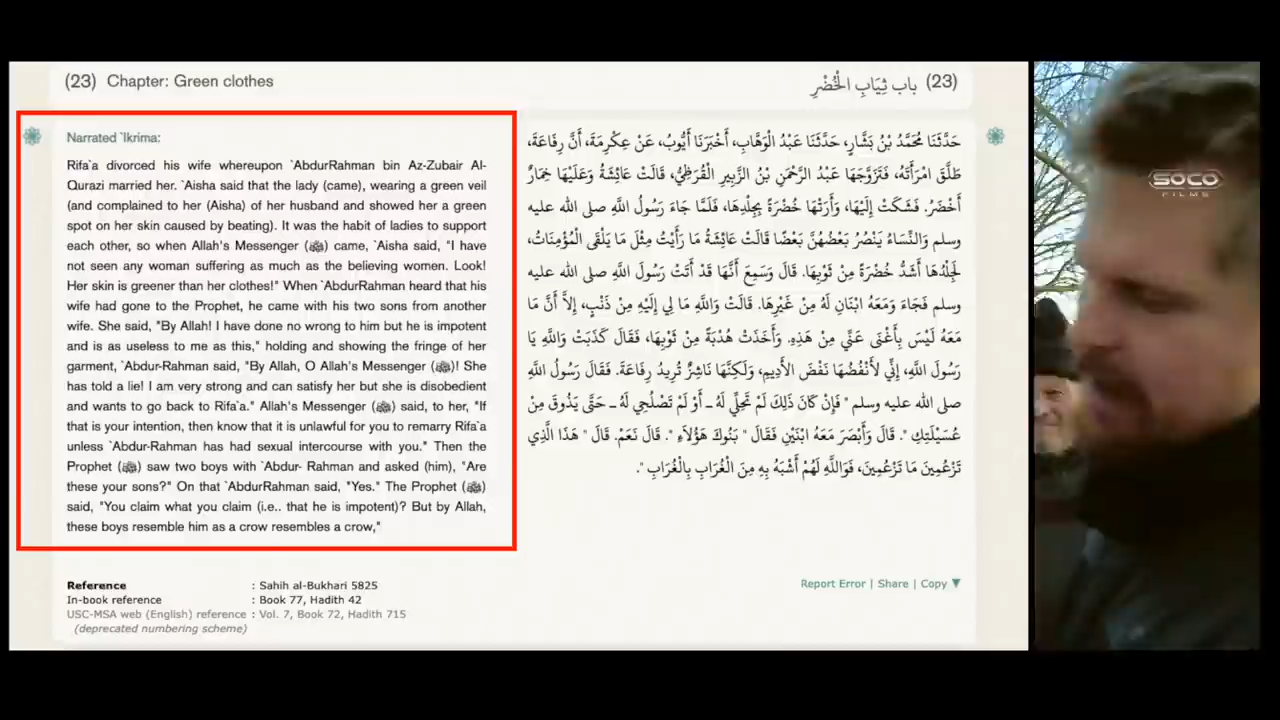 (23) Chapter: Green clothes
(23) باب ثِيَابِ الْخُضْرِ
Narrated `Ikrima:
Rifa`a divorced his wife whereupon `AbdurRahman bin Az-Zubair Al-
Qurazi married her. `Aisha said that the lady (came), wearing a green veil
(and complained to her (Aisha) of her husband and showed her a green
spot on her skin caused by beating). It was the habit of ladies to support
each other, so when Allah's Messenger (ﷺ) came, `Aisha said, "I have
not seen any woman suffering as much as the believing women. Look!
Her skin is greener than her clothes!" When `AbdurRahman heard that his
wife had gone to the Prophet, he came with his two sons from another
wife. She said, "By Allah! I have done no wrong to him but he is impotent
and is as useless to me as this," holding and showing the fringe of her
garment, `Abdur-Rahman said, "By Allah, O Allah's Messenger (ﷺ)! She
has told a lie! I am very strong and can satisfy her but she is disobedient
and wants to go back to Rifa`a." Allah's Messenger (ﷺ) said, to her, "If
that is your intention, then know that it is unlawful for you to remarry Rifa`a
unless `Abdur-Rahman has had sexual intercourse with you." Then the
Prophet (ﷺ) saw two boys with `Abdur- Rahman and asked (him), "Are
these your sons?" On that `AbdurRahman said, "Yes." The Prophet (ﷺ)
said, "You claim what you claim (i.e.. that he is impotent)? But by Allah,
these boys resemble him as a crow resembles a crow,"
حَدَّثَنَا مُحَمَّدُ بْنُ بَشَّارٍ، حَدَّثَنَا عَبْدُ الْوَهَّابِ، أَخْبَرَنَا أَيُّوبُ، عَنْ عِكْرِمَةَ، أَنَّ رِفَاعَةَ،
طَلَّقَ امْرَأَتَهُ، فَتَزَوَّجَهَا عَبْدُ الرَّحْمَنِ بْنُ الزَّبِيرِ الْقُرَظِيُّ، قَالَتْ عَائِشَةُ وَعَلَيْهَا خِمَارٌ
أَخْضَرُ. فَشَكَتْ إِلَيْهَا، وَأَرَتْهَا خُضْرَةً بِجِلْدِهَا، فَلَمَّا جَاءَ رَسُولُ اللَّهِ صلى الله عليه
وسلم وَالنِّسَاءُ يَنْصُرُ بَعْضُهُنَّ بَعْضًا قَالَتْ عَائِشَةُ مَا رَأَيْتُ مِثْلَ مَا يَلْقَى الْمُؤْمِنَاتُ،
لَجِلْدُهَا أَشَدُّ خُضْرَةً مِنْ ثَوْبِهَا. قَالَ وَسَمِعَ أَنَّهَا قَدْ أَتَتْ رَسُولَ اللَّهِ صلى الله عليه
وسلم فَجَاءَ وَمَعَهُ ابْنَانِ لَهُ مِنْ غَيْرِهَا. قَالَتْ وَاللَّهِ مَا لِي إِلَيْهِ مِنْ ذَنْبٍ، إِلاَّ أَنَّ مَا
مَعَهُ لَيْسَ بِأَغْنَى عَنِّي مِنْ هَذِهِ. وَأَخَذَتْ هُدْبَةً مِنْ ثَوْبِهَا، فَقَالَ كَذَبَتْ وَاللَّهِ يَا
رَسُولَ اللَّهِ، إِنِّي لأَنْفُضُهَا نَفْضَ الأَدِيمِ، وَلَكِنَّهَا نَاشِزٌ تُرِيدُ رِفَاعَةَ. فَقَالَ رَسُولُ اللَّهِ
صلى الله عليه وسلم " فَإِنْ كَانَ ذَلِكَ لَمْ تَحِلِّي لَهُ ـ أَوْ لَمْ تَصْلُحِي لَهُ ـ حَتَّى يَذُوقَ مِنْ
عُسَيْلَتِكِ ". قَالَ وَأَبْصَرَ مَعَهُ ابْنَيْنِ فَقَالَ " بَنُوكَ هَؤُلاَءِ ". قَالَ نَعَمْ. قَالَ " هَذَا الَّذِي
تَزْعُمِينَ مَا تَزْعُمِينَ، فَوَاللَّهِ لَهُمْ أَشْبَهُ بِهِ مِنَ الْغُرَابِ بِالْغُرَابِ ".
Reference : Sahih al-Bukhari 5825
In-book reference : Book 77, Hadith 42
USC-MSA web (English) reference : Vol. 7, Book 72, Hadith 715
(deprecated numbering scheme)
Report Error | Share | Copy ▼
SOCO
FILMS